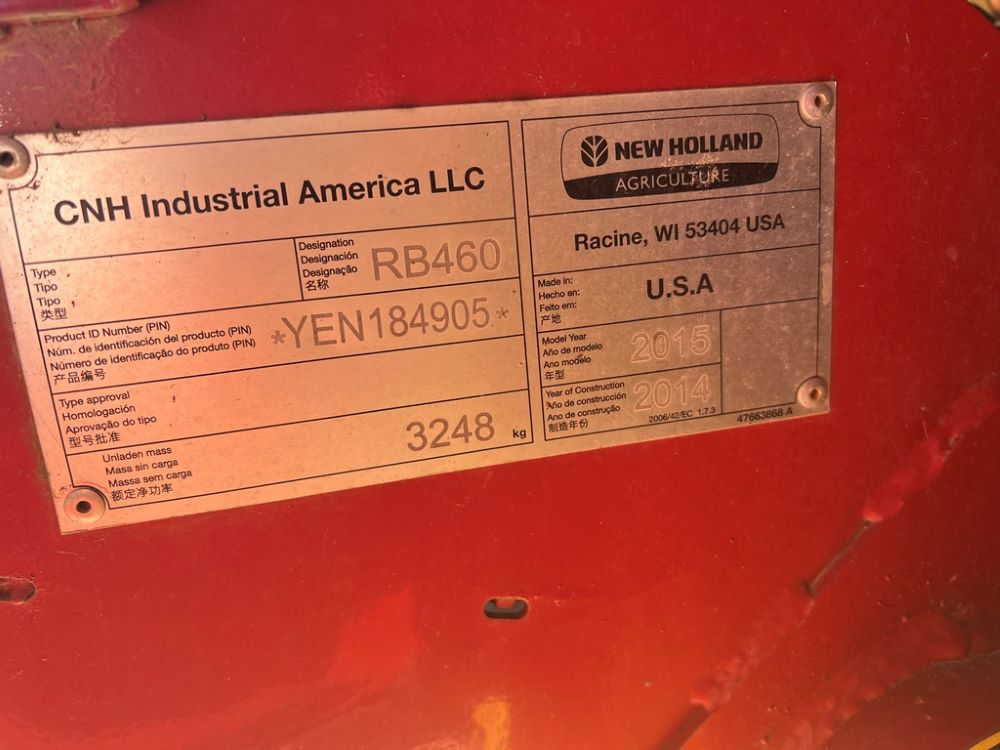 CNH Industrial America LLC
Type
Tipo
Tipo
类型
Designation
Designación
Designação
名称
RB460
Product ID Number (PIN)
Núm. de identificación del producto (PIN)
Número de identificação do produto (PIN)
产品编号
*YEN184905*
Type approval
Homologación
Aprovação do tipo
型号批准
Unladen mass
Masa sin carga
Massa sem carga
额定净功率
3248 kg
NEW HOLLAND
AGRICULTURE
Racine, WI 53404 USA
Made in:
Hecho en:
Feito em:
产地
U.S.A
Model Year
Año de modelo
Ano modelo
年型
2015
Year of Construction
Año de construcción
Ano de construção
制造年份
2014
2006/42/EC 1.7.3
47663868 A